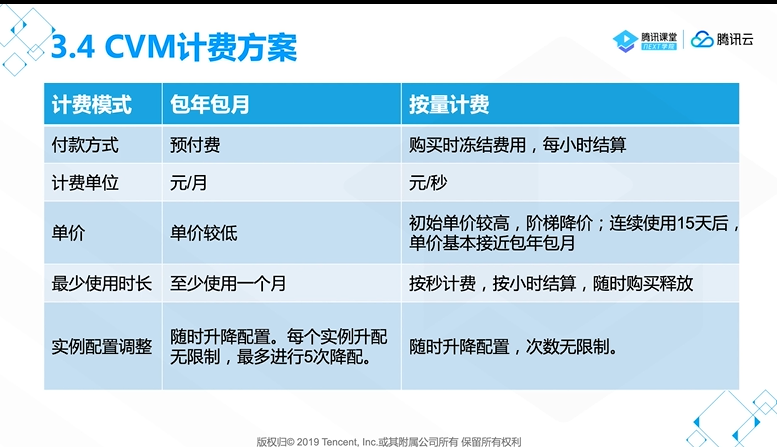 3.4 CVM计费方案
腾讯课堂
NEXT学院
腾讯云
计费模式 包年包月 按量计费
付款方式 预付费 购买时冻结费用，每小时结算
计费单位 元/月 元/秒
单价 单价较低 初始单价较高，阶梯降价；连续使用15天后，
单价基本接近包年包月
最少使用时长 至少使用一个月 按秒计费，按小时结算，随时购买释放
实例配置调整 随时升降配置。每个实例升配
无限制，最多进行5次降配。 随时升降配置，次数无限制。
版权归© 2019 Tencent, Inc.或其附属公司所有 保留所有权利